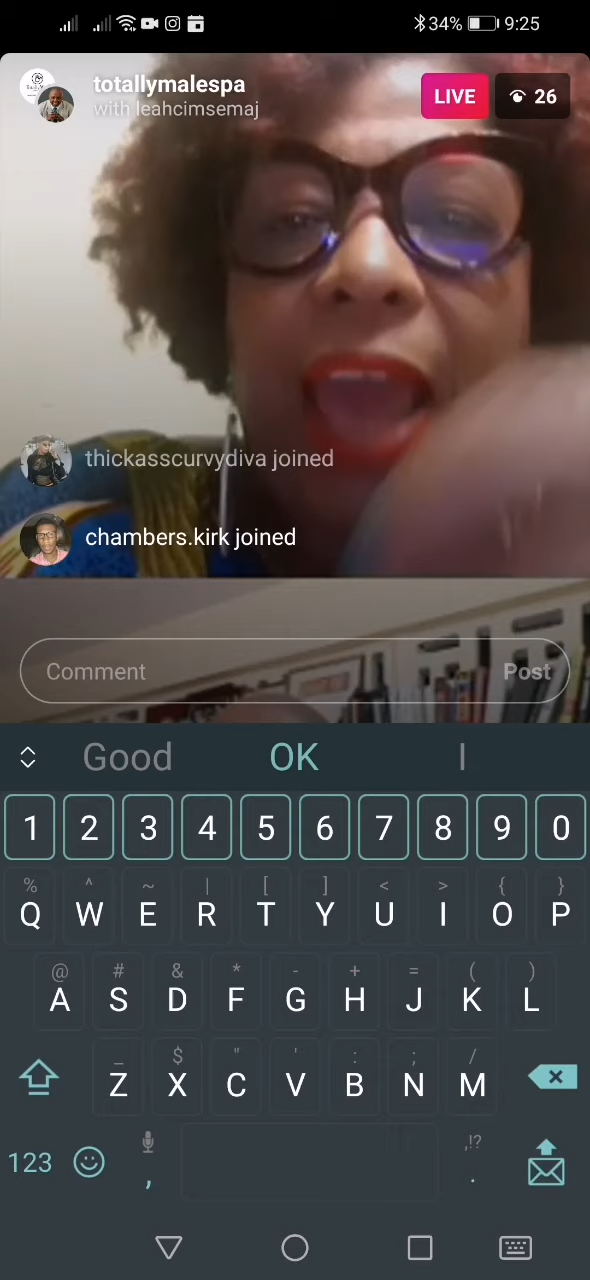 34% 9:25
totallymalespa
with leahcimsemaj
LIVE 26
thickasscurvydiva joined
chambers.kirk joined
Comment Post
Good OK I
1 2 3 4 5 6 7 8 9 0
% ^ ~ | [ ] < > { }
Q W E R T Y U I O P
@ # & * - + = ( )
A S D F G H J K L
_ $ " ' : ; /
Z X C V B N M
,!?
123 , .